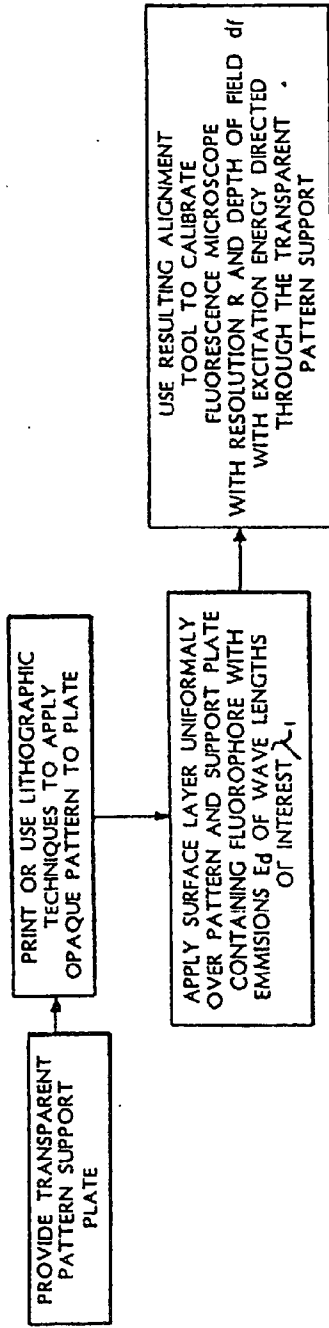 PROVIDE TRANSPARENT
PATTERN SUPPORT
PLATE
PRINT OR USE LITHOGRAPHIC
TECHNIQUES TO APPLY
OPAQUE PATTERN TO PLATE
APPLY SURFACE LAYER UNIFORMALY
OVER PATTERN AND SUPPORT PLATE
CONTAINING FLUOROPHORE WITH
EMMISIONS Ed OF WAVE LENGTHS
OF INTEREST λ1
USE RESULTING ALIGNMENT
TOOL TO CALIBRATE
FLUORESCENCE MICROSCOPE
WITH RESOLUTION R AND DEPTH OF FIELD df
WITH EXCITATION ENERGY DIRECTED
THROUGH THE TRANSPARENT
PATTERN SUPPORT